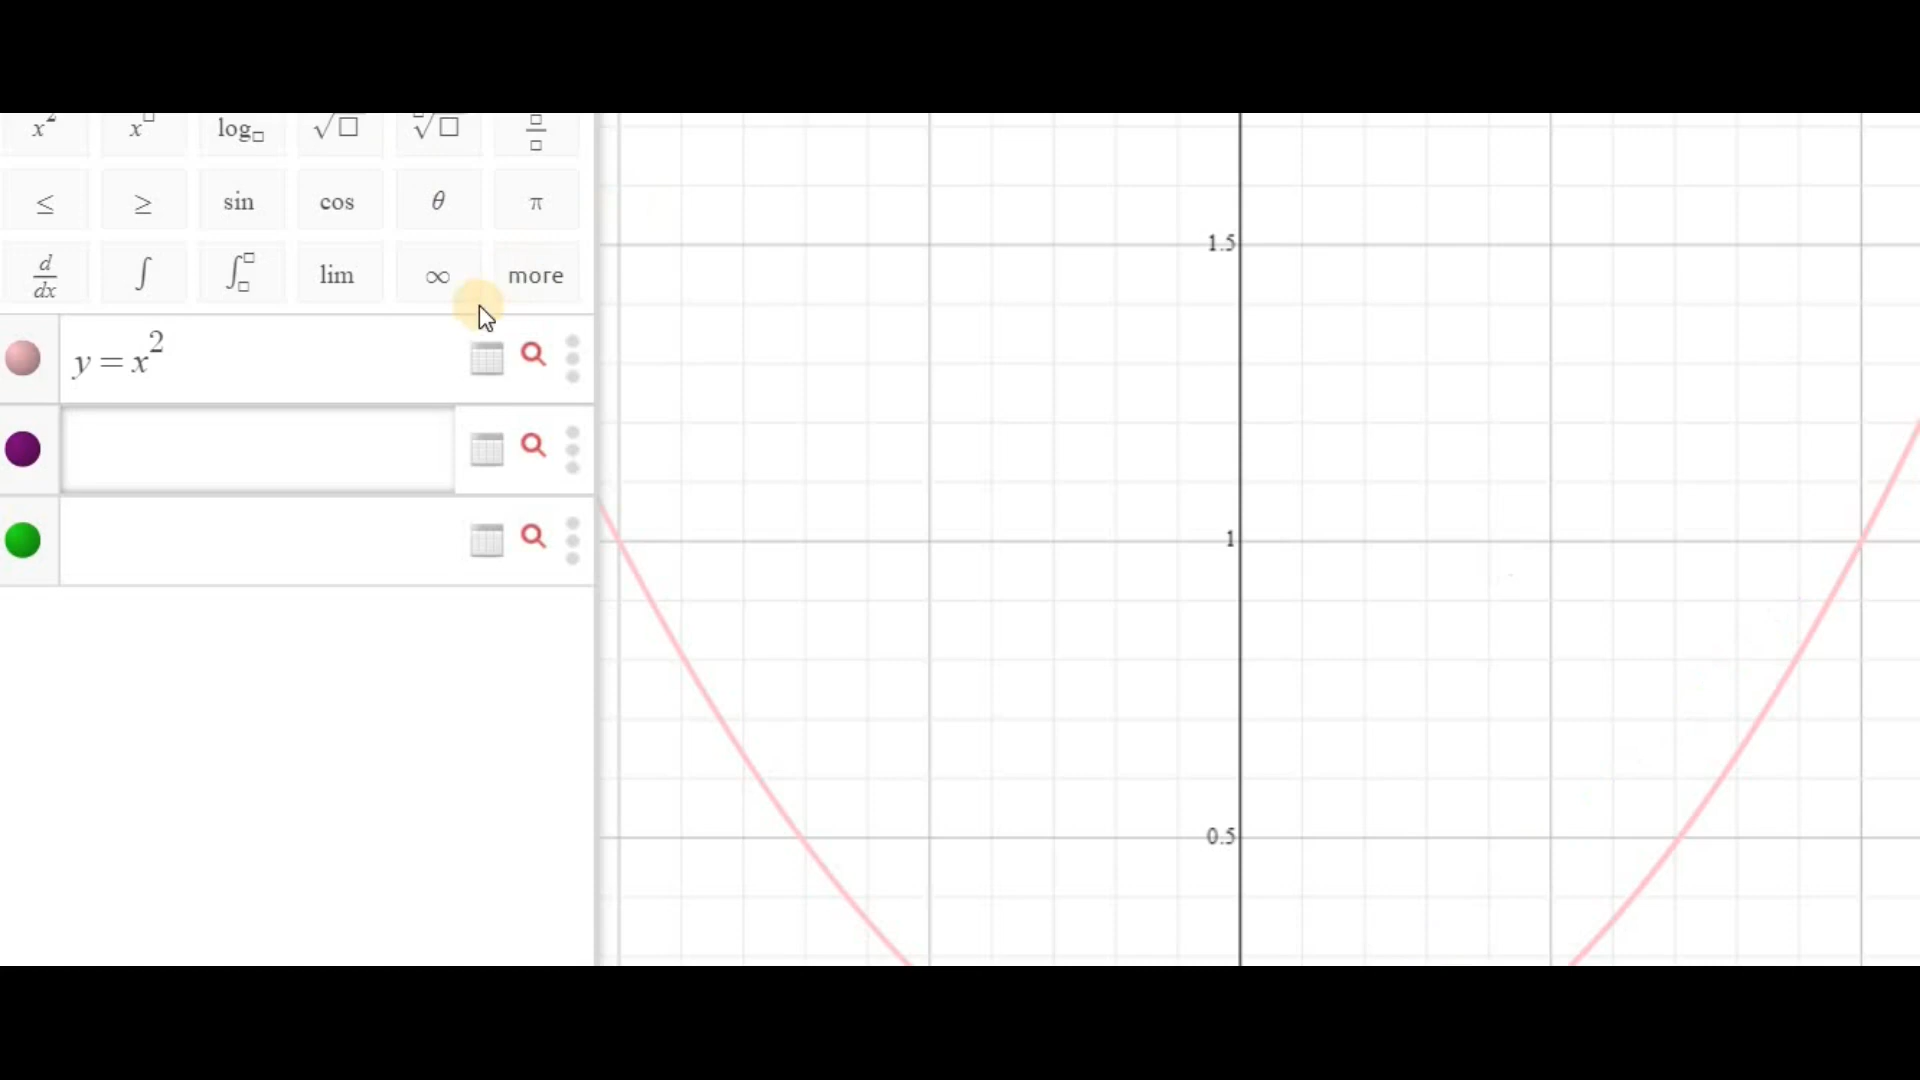 x² x□ log□ √□ □√□ □/□
≤ ≥ sin cos θ π
d/dx ∫ ∫□□ lim ∞ more
y = x²
1.5
1
0.5